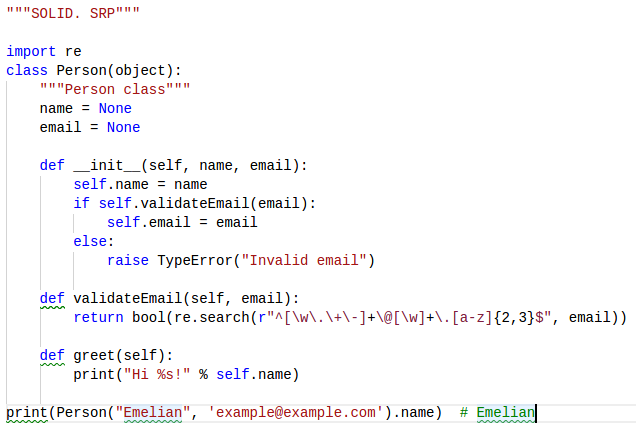 """SOLID. SRP"""
import re
class Person(object):
"""Person class"""
name = None
email = None
def __init__(self, name, email):
self.name = name
if self.validateEmail(email):
self.email = email
else:
raise TypeError("Invalid email")
def validateEmail(self, email):
return bool(re.search(r"^[\w\.\+\-]+\@[\w]+\.[a-z]{2,3}$", email))
def greet(self):
print("Hi %s!" % self.name)
print(Person("Emelian", 'example@example.com').name)  # Emelian